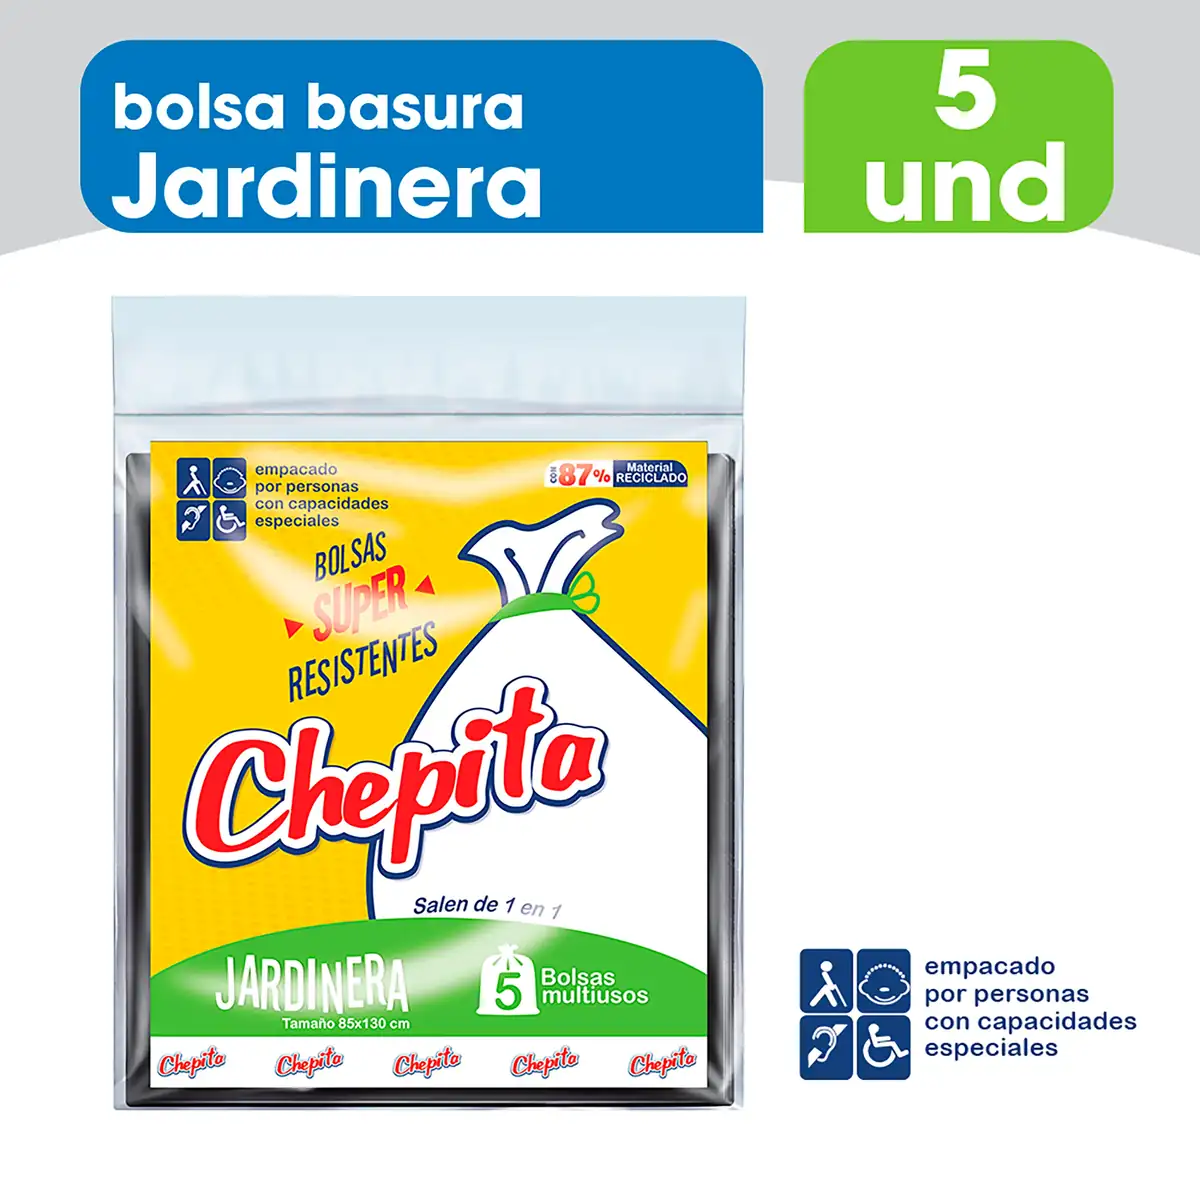 bolsa basura
Jardinera
5
und
empacado
por personas
con capacidades
especiales
CON 87% Material
RECICLADO
BOLSAS
SUPER
RESISTENTES
Chepita
Salen de 1 en 1
JARDINERA
Tamaño 85x130 cm
5 Bolsas
multiusos
Chepita Chepita Chepita Chepita Chepita
empacado
por personas
con capacidades
especiales